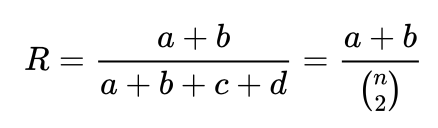 R = \frac{a+b}{a+b+c+d} = \frac{a+b}{\binom{n}{2}}